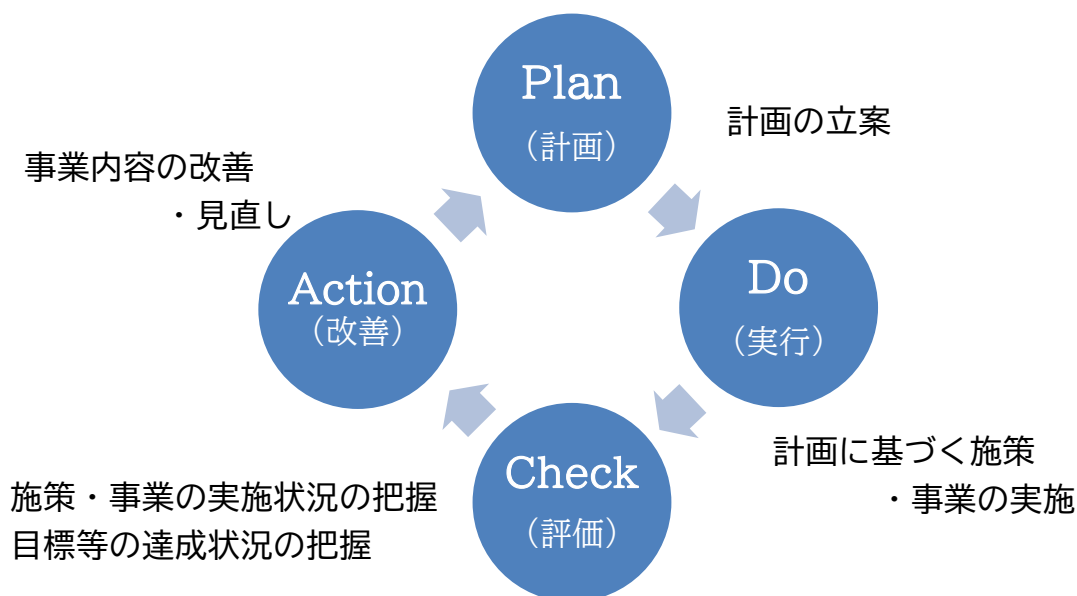 Plan
（計画）
計画の立案
Do
（実行）
計画に基づく施策
・事業の実施
Check
（評価）
施策・事業の実施状況の把握
目標等の達成状況の把握
Action
（改善）
事業内容の改善
・見直し